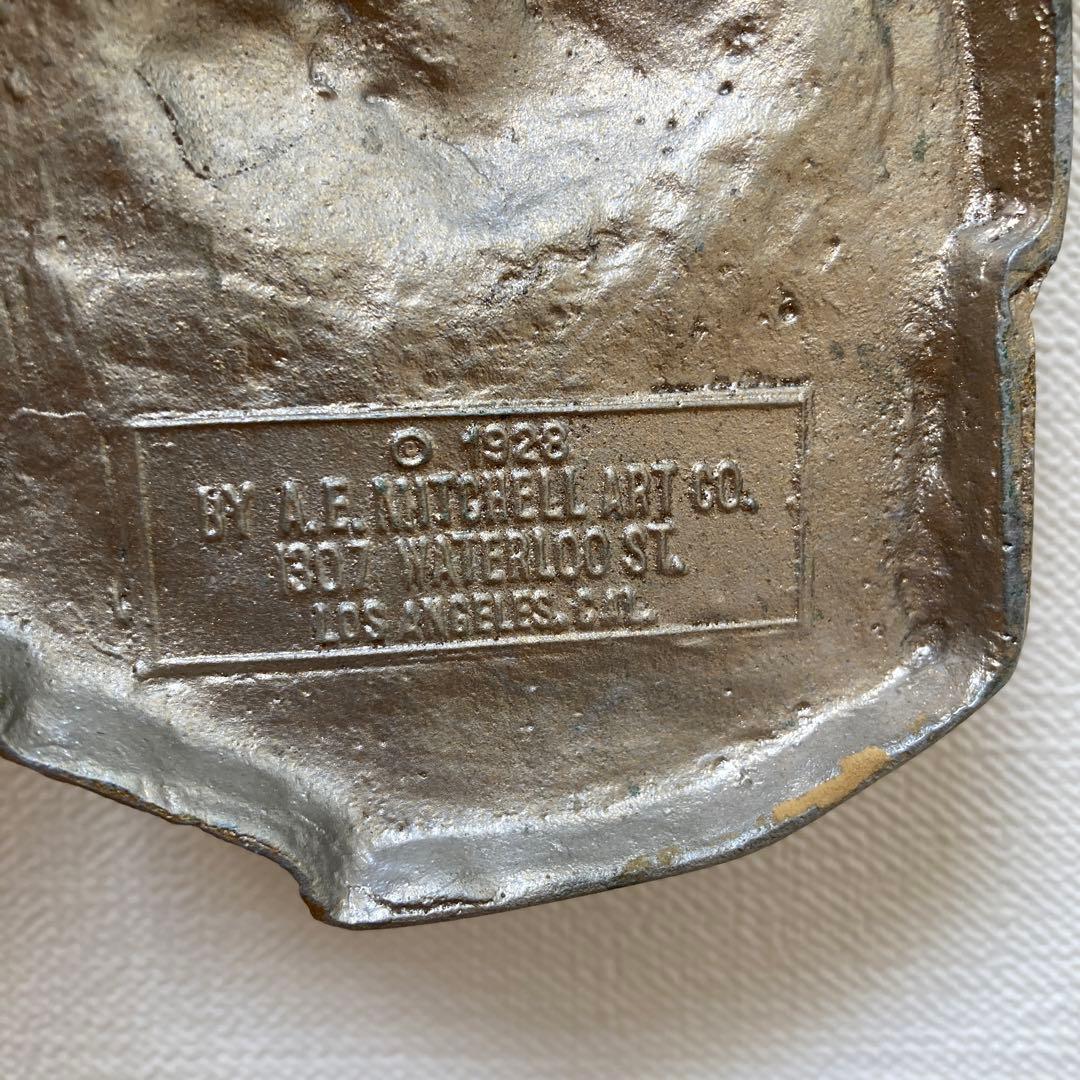 © 1928
BY A.E. MITCHELL ART CO.
1307 WATERLOO ST.
LOS ANGELES. CAL.